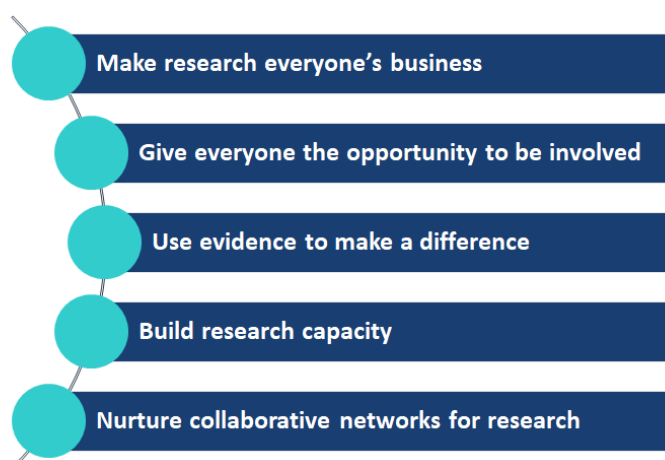 Make research everyone’s business
Give everyone the opportunity to be involved
Use evidence to make a difference
Build research capacity
Nurture collaborative networks for research